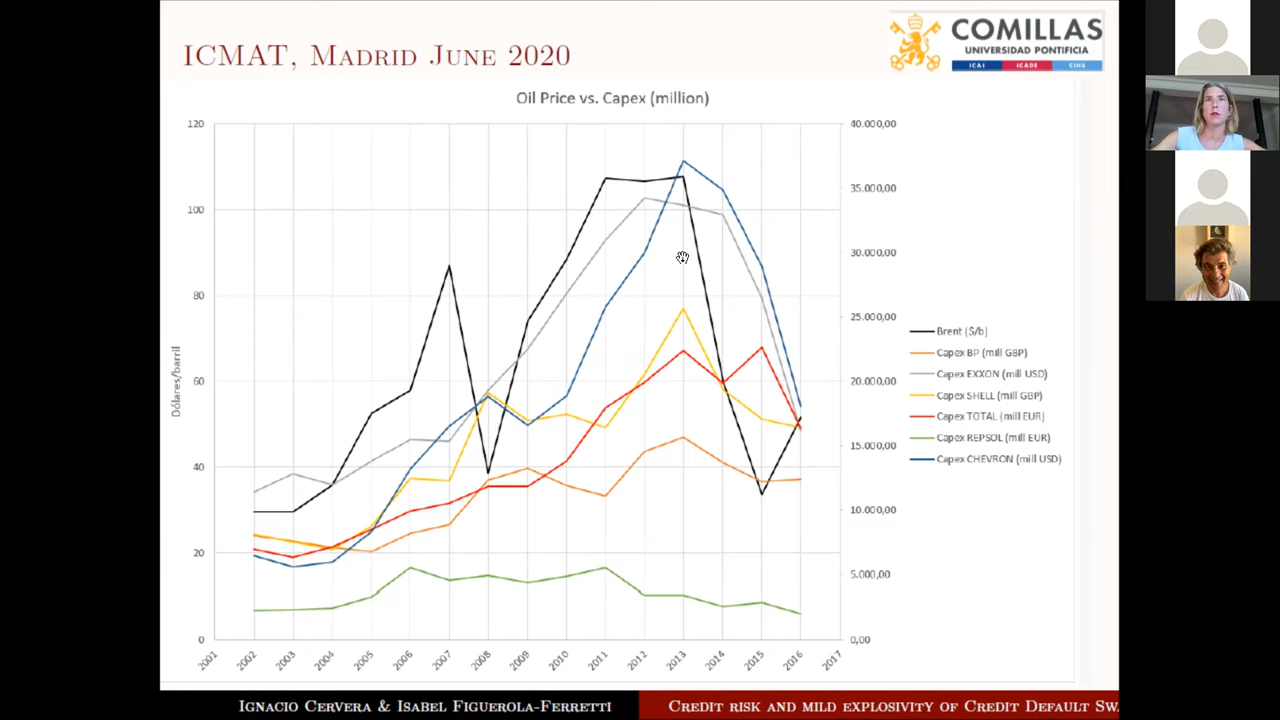 ICMAT, Madrid June 2020
COMILLAS
UNIVERSIDAD PONTIFICIA
ICAI ICADE CIHS
Oil Price vs. Capex (million)
120
100
80
60
40
20
0
Dólares/barril
40.000,00
35.000,00
30.000,00
25.000,00
20.000,00
15.000,00
10.000,00
5.000,00
0,00
2001 2002 2003 2004 2005 2006 2007 2008 2009 2010 2011 2012 2013 2014 2015 2016 2017
Brent ($/b)
Capex BP (mill GBP)
Capex EXXON (mill USD)
Capex SHELL (mill GBP)
Capex TOTAL (mill EUR)
Capex REPSOL (mill EUR)
Capex CHEVRON (mill USD)
Ignacio Cervera & Isabel Figuerola-Ferretti
Credit risk and mild explosivity of Credit Default Sw